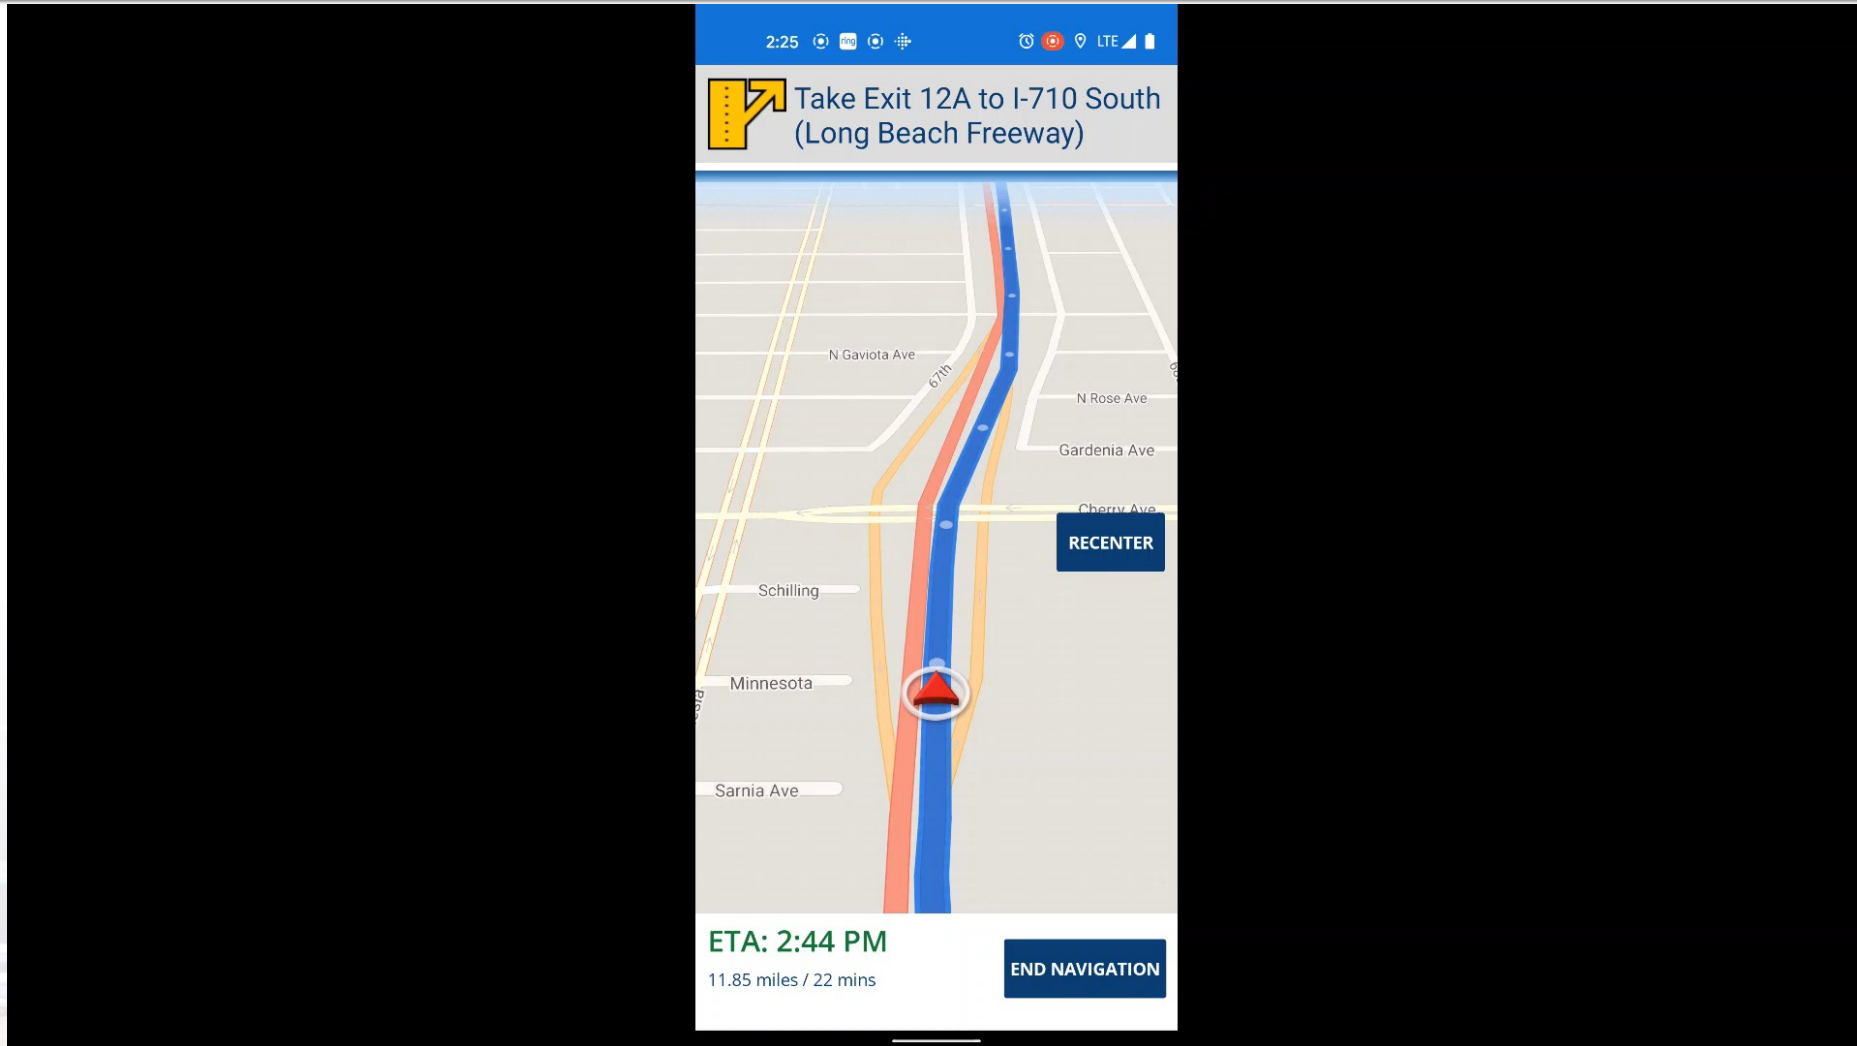 2:25
ring
LTE
Take Exit 12A to I-710 South
(Long Beach Freeway)
N Gaviota Ave
67th
N Rose Ave
Gardenia Ave
Cherry Ave
RECENTER
Schilling
Minnesota
Sarnia Ave
ETA: 2:44 PM
11.85 miles / 22 mins
END NAVIGATION